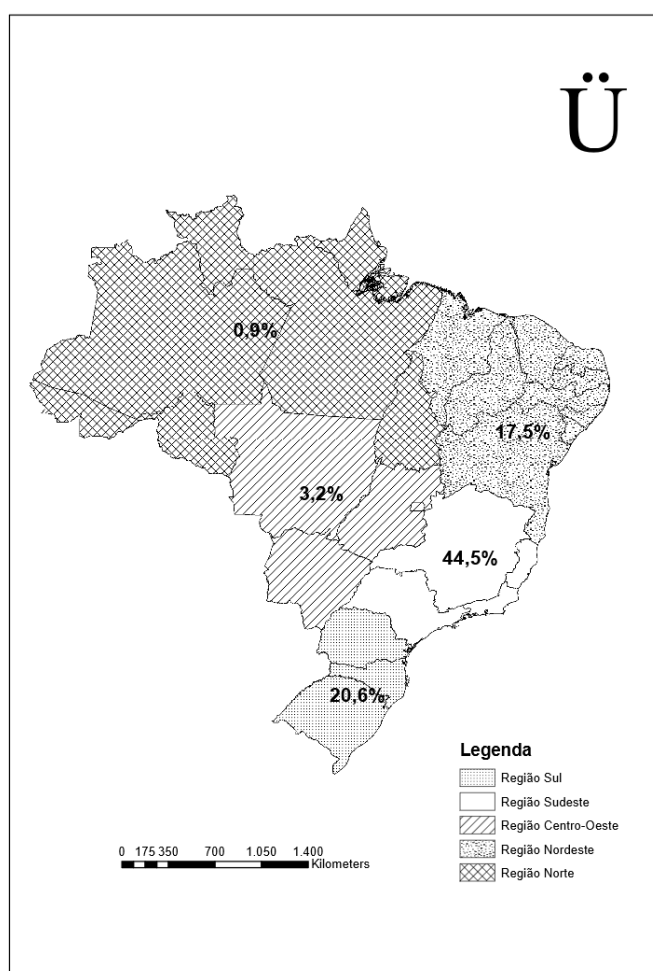 Ü
0,9%
17,5%
3,2%
44,5%
20,6%
Legenda
Região Sul
Região Sudeste
Região Centro-Oeste
Região Nordeste
Região Norte
0 175 350 700 1.050 1.400
Kilometers